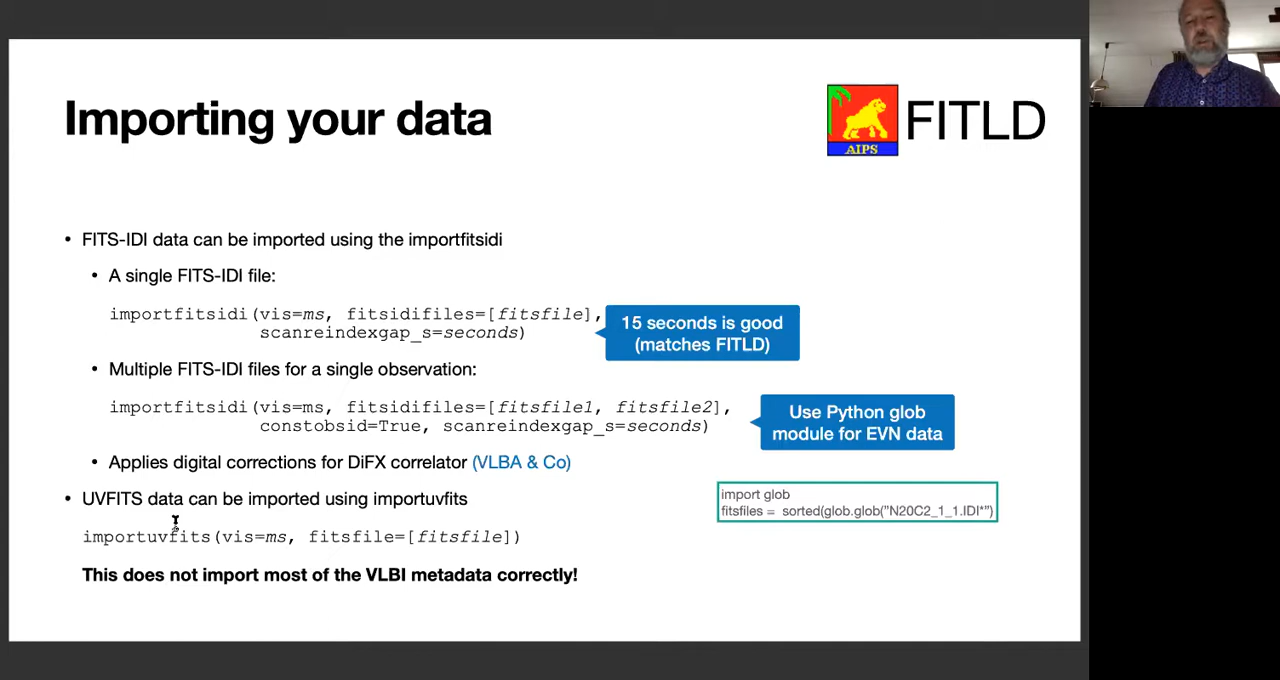 Importing your data
AIPS
FITLD
• FITS-IDI data can be imported using the importfitsidi
• A single FITS-IDI file:
importfitsidi(vis=ms, fitsidifiles=[fitsfile],
scanreindexgap_s=seconds)
15 seconds is good
(matches FITLD)
• Multiple FITS-IDI files for a single observation:
importfitsidi(vis=ms, fitsidifiles=[fitsfile1, fitsfile2],
constobsid=True, scanreindexgap_s=seconds)
Use Python glob
module for EVN data
• Applies digital corrections for DiFX correlator (VLBA & Co)
• UVFITS data can be imported using importuvfits
import glob
fitsfiles = sorted(glob.glob("N20C2_1_1.IDI*")
importuvfits(vis=ms, fitsfile=[fitsfile])
This does not import most of the VLBI metadata correctly!